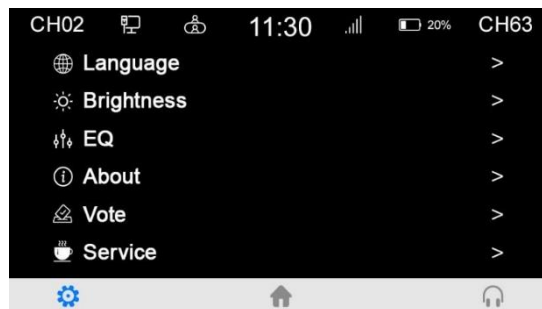 CH02 11:30 20% CH63
Language >
Brightness >
EQ >
About >
Vote >
Service >